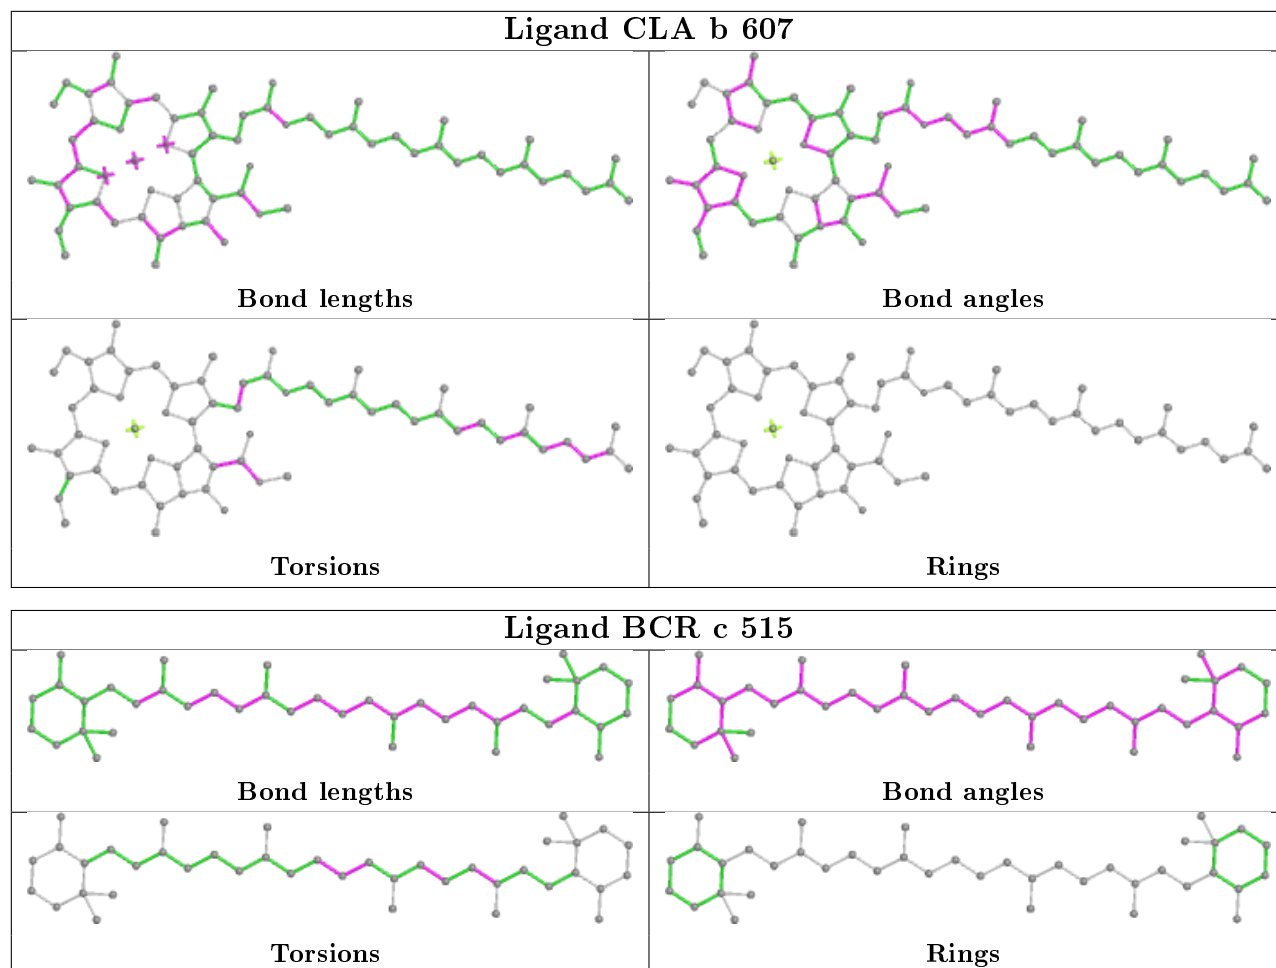 Ligand CLA b 607
Bond lengths
Bond angles
Torsions
Rings
Ligand BCR c 515
Bond lengths
Bond angles
Torsions
Rings